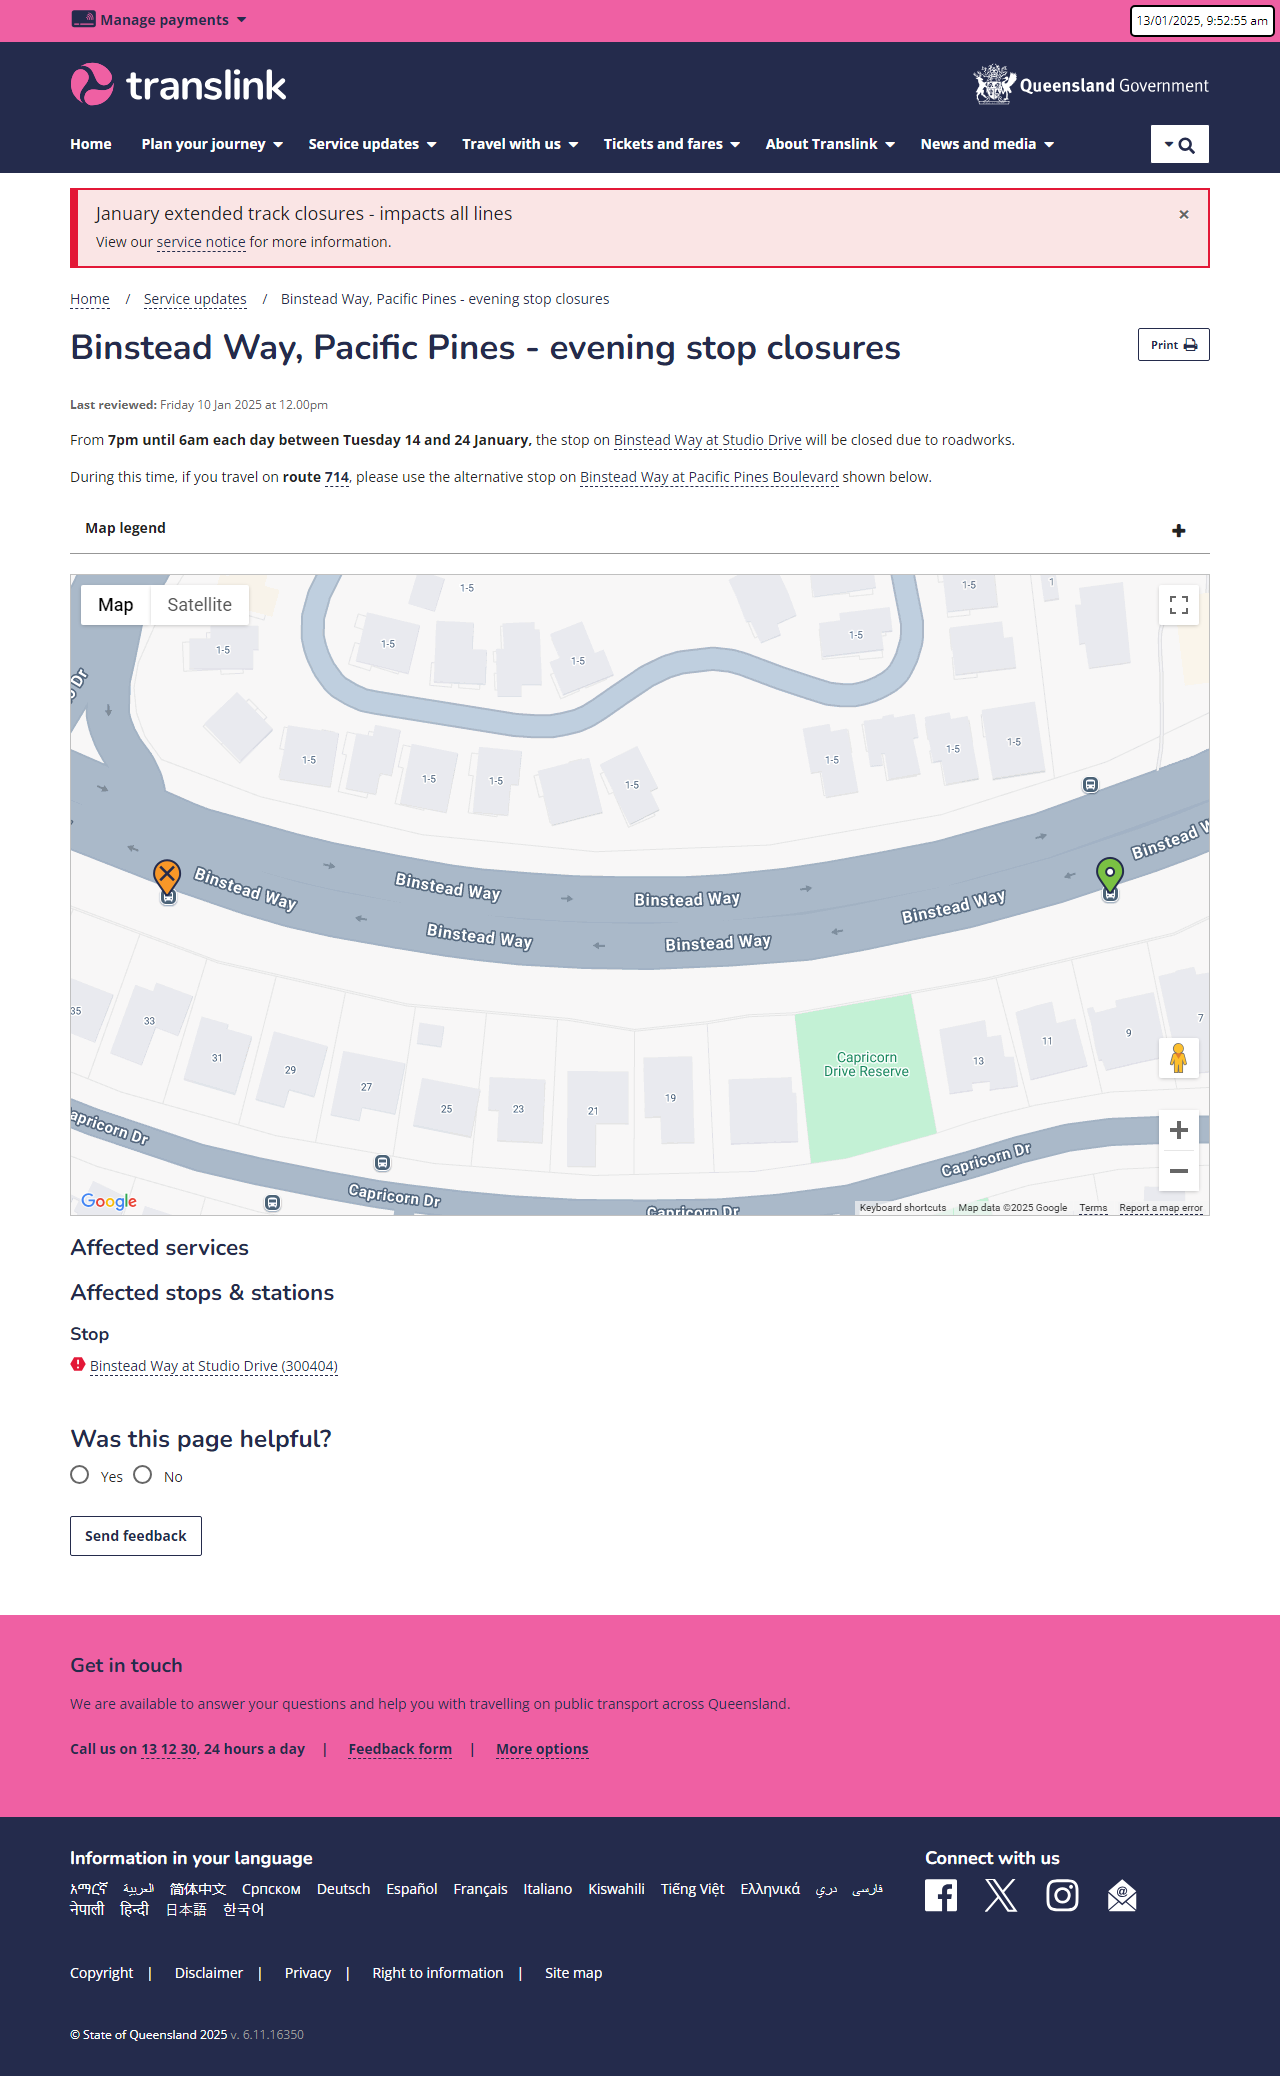 Manage payments
13/01/2025, 9:52:55 am
translink
Queensland Government
Home Plan your journey Service updates Travel with us Tickets and fares About Translink News and media
January extended track closures - impacts all lines
×
View our service notice for more information.
Home / Service updates / Binstead Way, Pacific Pines - evening stop closures
Binstead Way, Pacific Pines - evening stop closures
Print
Last reviewed: Friday 10 Jan 2025 at 12.00pm
From 7pm until 6am each day between Tuesday 14 and 24 January, the stop on Binstead Way at Studio Drive will be closed due to roadworks.
During this time, if you travel on route 714, please use the alternative stop on Binstead Way at Pacific Pines Boulevard shown below.
Map legend
Map Satellite
1-5
1-5
1
1-5
1-5
1-5
1-5
1-5
1-5
1-5
1-5
1-5
1-5
1-5
1-5
o Dr
Binstead W
Binstead Way
Binstead Way
Binstead Way
Binstead Way
Binstead Way
Binstead Way
35
33
31
29
27
25
23
21
19
13
11
9
7
Capricorn
Drive Reserve
apricorn Dr
Capricorn Dr
Capricorn Dr
Capricorn Dr
Google
Keyboard shortcuts Map data ©2025 Google Terms Report a map error
Affected services
Affected stops & stations
Stop
Binstead Way at Studio Drive (300404)
Was this page helpful?
Yes No
Send feedback
Get in touch
We are available to answer your questions and help you with travelling on public transport across Queensland.
Call us on 13 12 30, 24 hours a day | Feedback form | More options
Information in your language
አማርኛ العربية 简体中文 Српском Deutsch Español Français Italiano Kiswahili Tiếng Việt Ελληνικά دری فارسی
नेपाली हिन्दी 日本語 한국어
Connect with us
Copyright | Disclaimer | Privacy | Right to information | Site map
© State of Queensland 2025 v. 6.11.16350